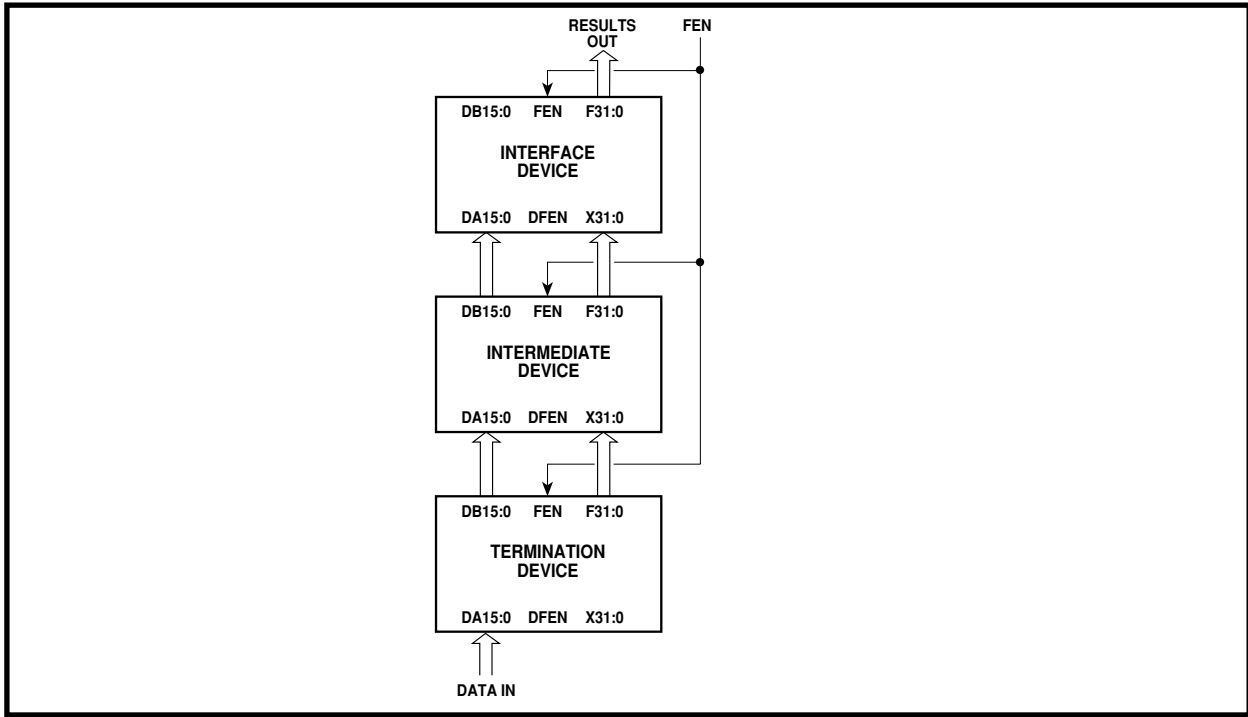 RESULTS
OUT
FEN
DB15:0 FEN F31:0
INTERFACE
DEVICE
DA15:0 DFEN X31:0
DB15:0 FEN F31:0
INTERMEDIATE
DEVICE
DA15:0 DFEN X31:0
DB15:0 FEN F31:0
TERMINATION
DEVICE
DA15:0 DFEN X31:0
DATA IN